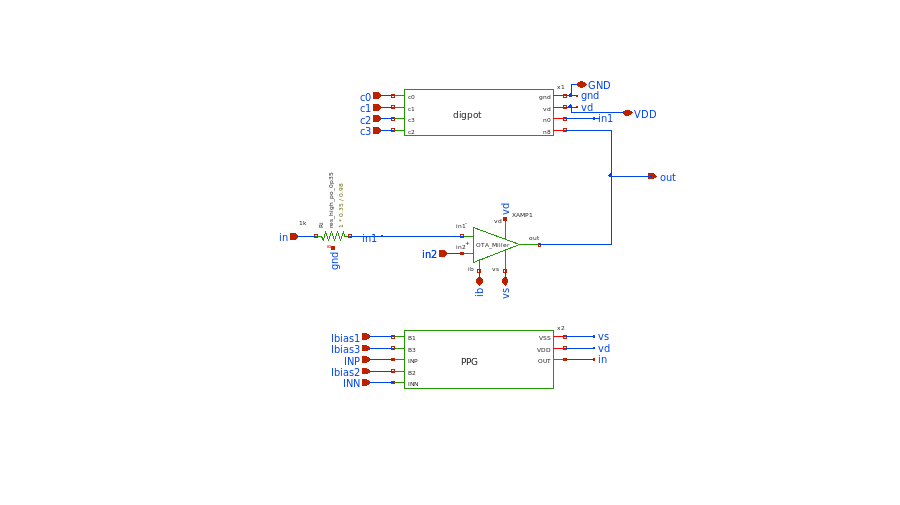 x1
GND
c0 c0 gnd gnd
c1 c1 vd vd
VDD
c2 c3 digpot n0 in1
c3 c2 n8
out
res_high_po_0p35
1 * 0.35 / 0.98
1k
Ri
vd
XAMP1
vd
in in1 in1- out
in2 in2+ OTA_Miller
gnd
ib vs
ib vs
x2
Ibias1 B1 VSS vs
Ibias3 B3 VDD vd
INP INP PPG OUT in
Ibias2 B2
INN INN